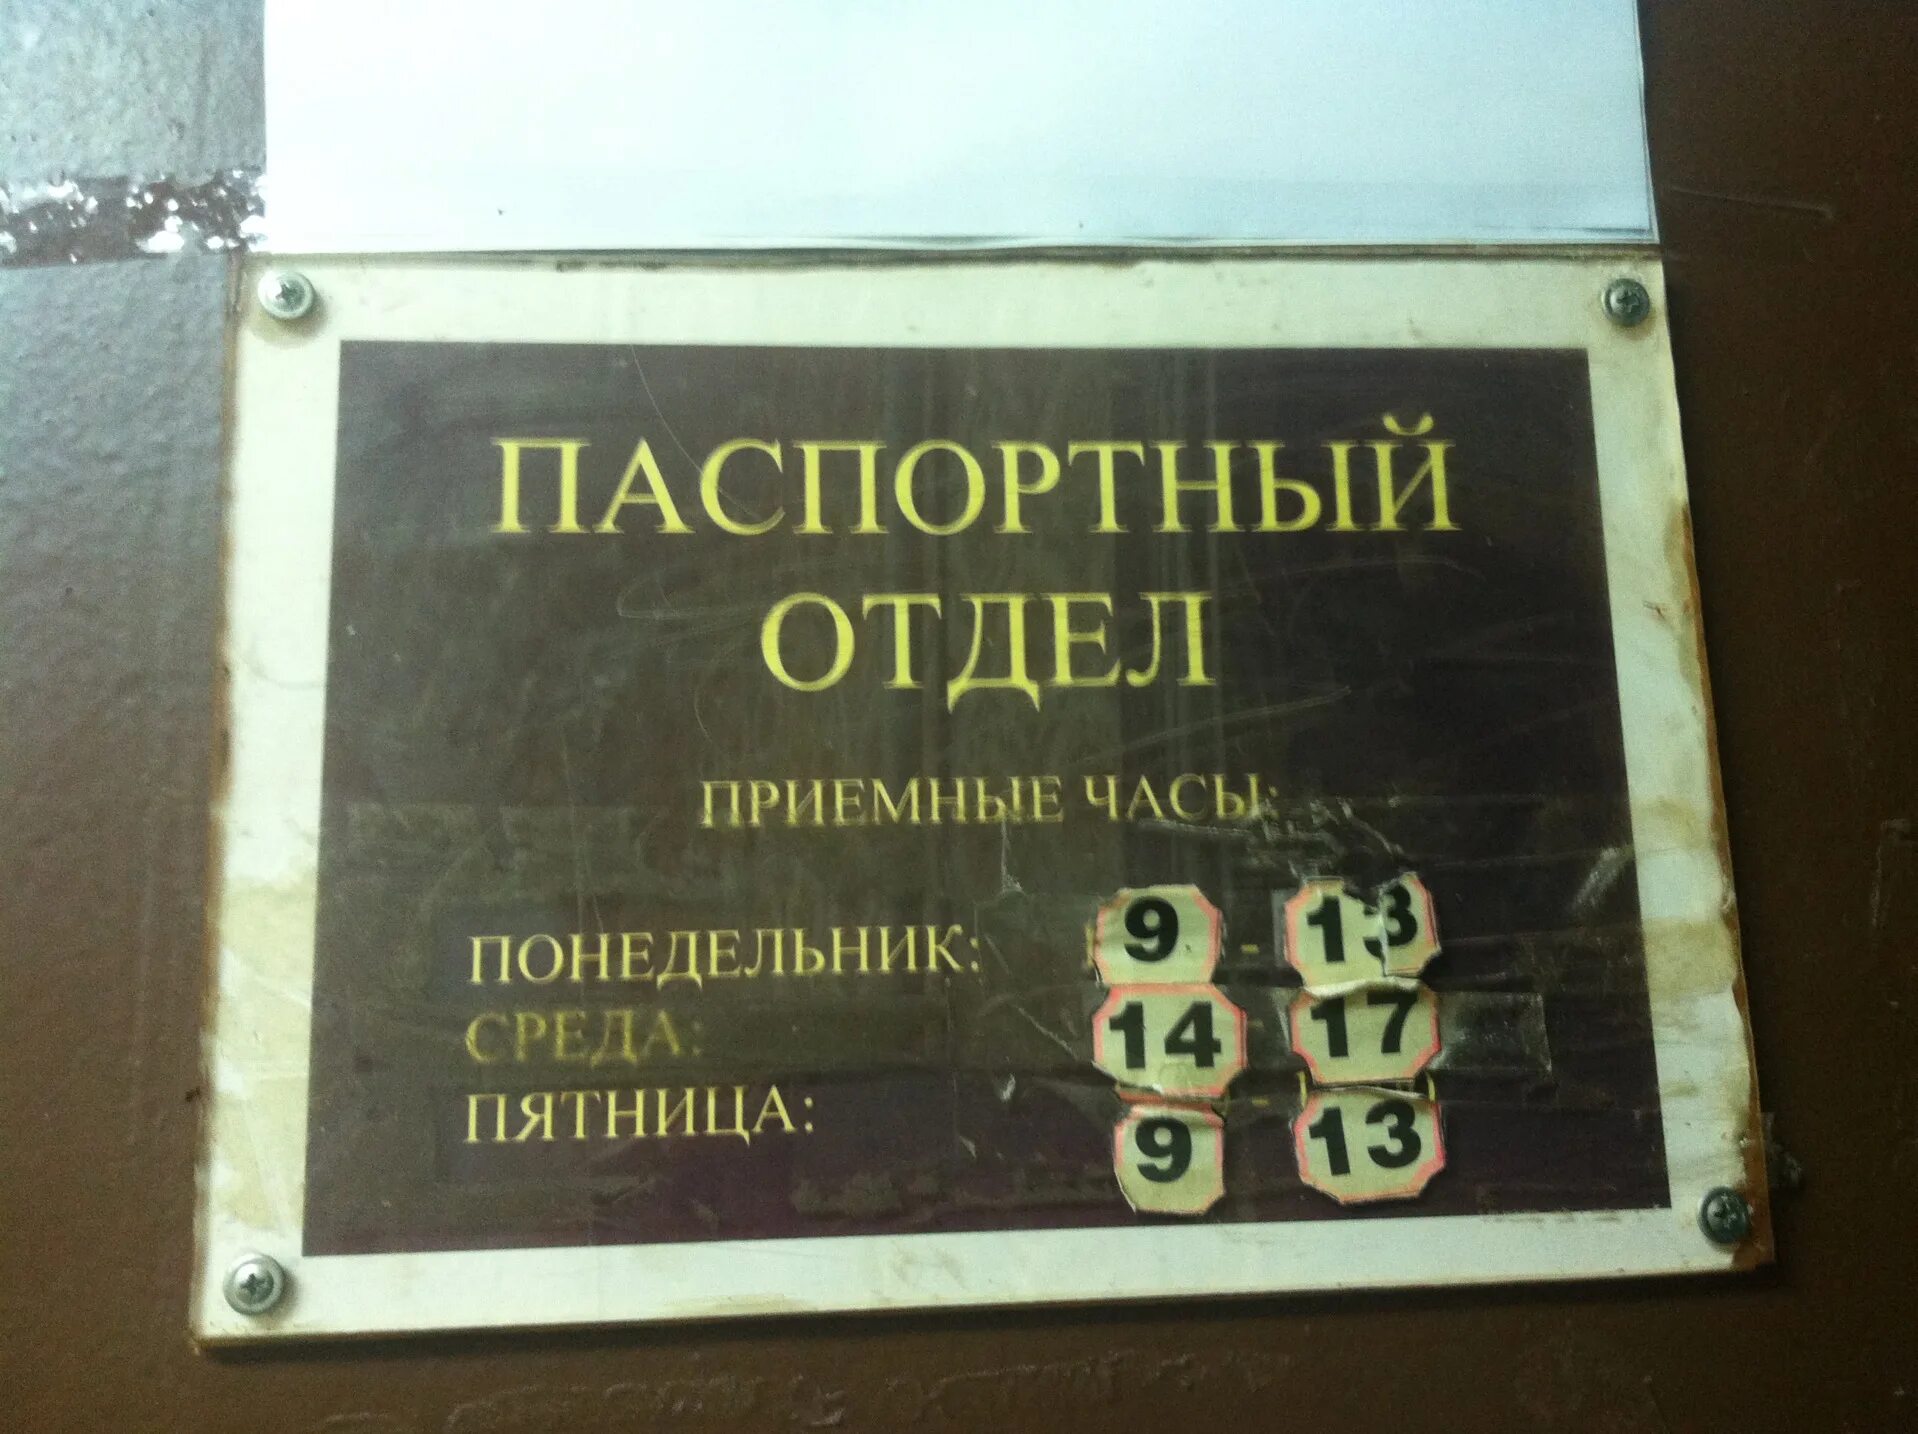 ПАСПОРТНЫЙ
ОТДЕЛ
ПРИЕМНЫЕ ЧАСЫ:
ПОНЕДЕЛЬНИК: 9 - 13
СРЕДА: 14 - 17
ПЯТНИЦА: 9 - 13